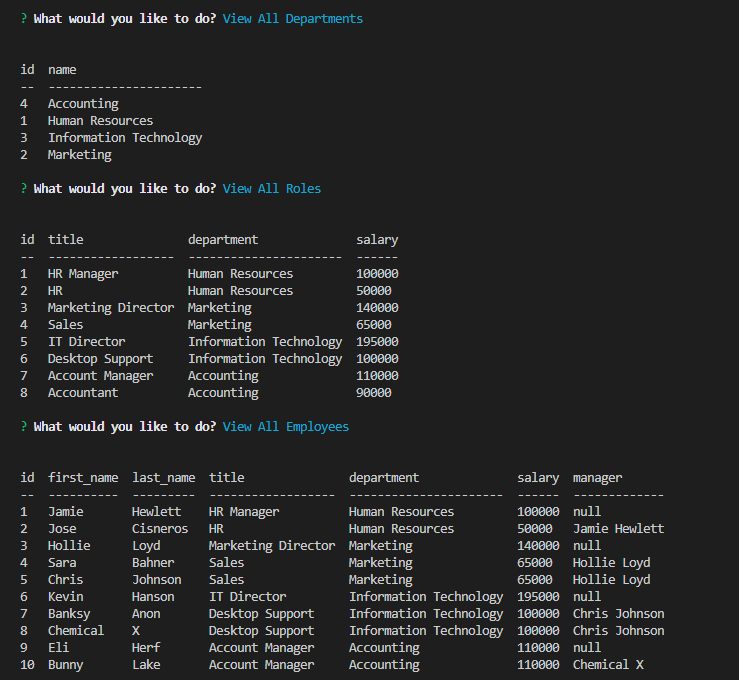 ? What would you like to do? View All Departments
id  name
--  ----------------------
4   Accounting
1   Human Resources
3   Information Technology
2   Marketing
? What would you like to do? View All Roles
id  title               department              salary
--  ------------------  ----------------------  ------
1   HR Manager          Human Resources         100000
2   HR                  Human Resources         50000
3   Marketing Director  Marketing               140000
4   Sales               Marketing               65000
5   IT Director         Information Technology  195000
6   Desktop Support     Information Technology  100000
7   Account Manager     Accounting              110000
8   Accountant          Accounting              90000
? What would you like to do? View All Employees
id  first_name  last_name  title               department              salary  manager
--  ----------  ---------  ------------------  ----------------------  ------  -------------
1   Jamie       Hewlett    HR Manager          Human Resources         100000  null
2   Jose        Cisneros   HR                  Human Resources         50000   Jamie Hewlett
3   Hollie      Loyd       Marketing Director  Marketing               140000  null
4   Sara        Bahner     Sales               Marketing               65000   Hollie Loyd
5   Chris       Johnson    Sales               Marketing               65000   Hollie Loyd
6   Kevin       Hanson     IT Director         Information Technology  195000  null
7   Banksy      Anon       Desktop Support     Information Technology  100000  Chris Johnson
8   Chemical    X          Desktop Support     Information Technology  100000  Chris Johnson
9   Eli         Herf       Account Manager     Accounting              110000  null
10  Bunny       Lake       Account Manager     Accounting              110000  Chemical X